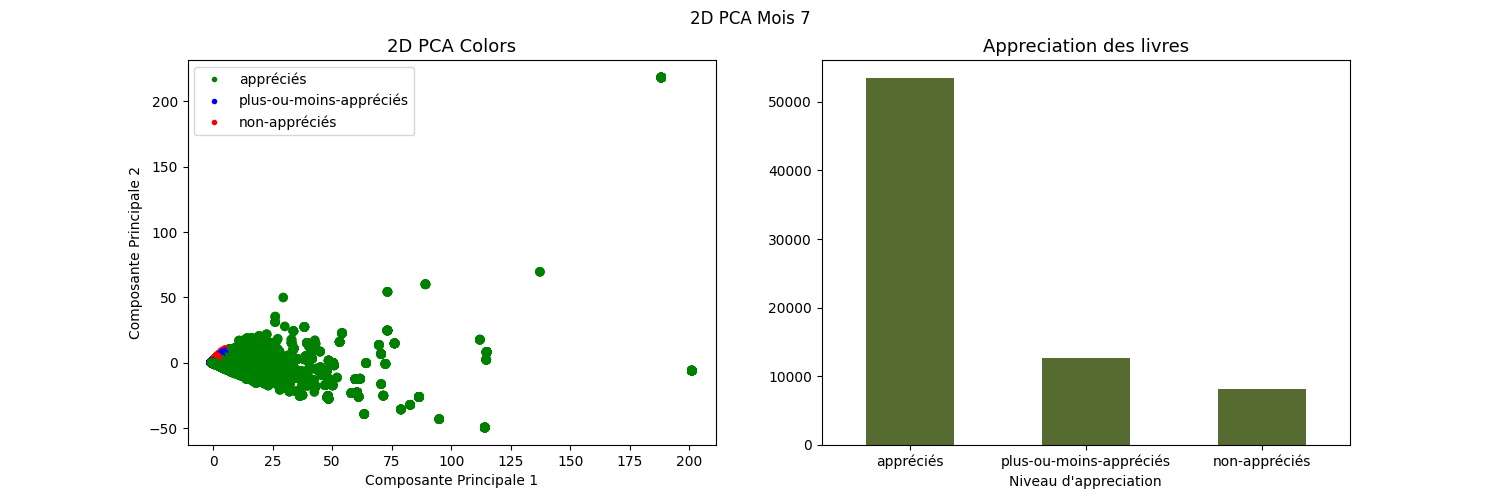 2D PCA Mois 7
2D PCA Colors
appréciés
plus-ou-moins-appréciés
non-appréciés
200
150
100
50
0
−50
Composante Principale 2
0 25 50 75 100 125 150 175 200
Composante Principale 1
Appreciation des livres
50000
40000
30000
20000
10000
0
appréciés plus-ou-moins-appréciés non-appréciés
Niveau d'appreciation